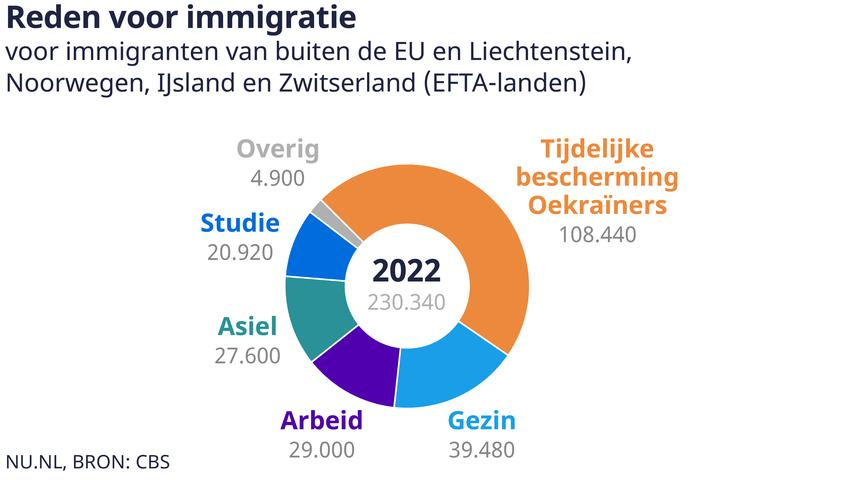 Reden voor immigratie
voor immigranten van buiten de EU en Liechtenstein,
Noorwegen, IJsland en Zwitserland (EFTA-landen)
Overig
4.900
Tijdelijke
bescherming
Oekraïners
108.440
Studie
20.920
2022
230.340
Asiel
27.600
Arbeid
29.000
Gezin
39.480
NU.NL, BRON: CBS